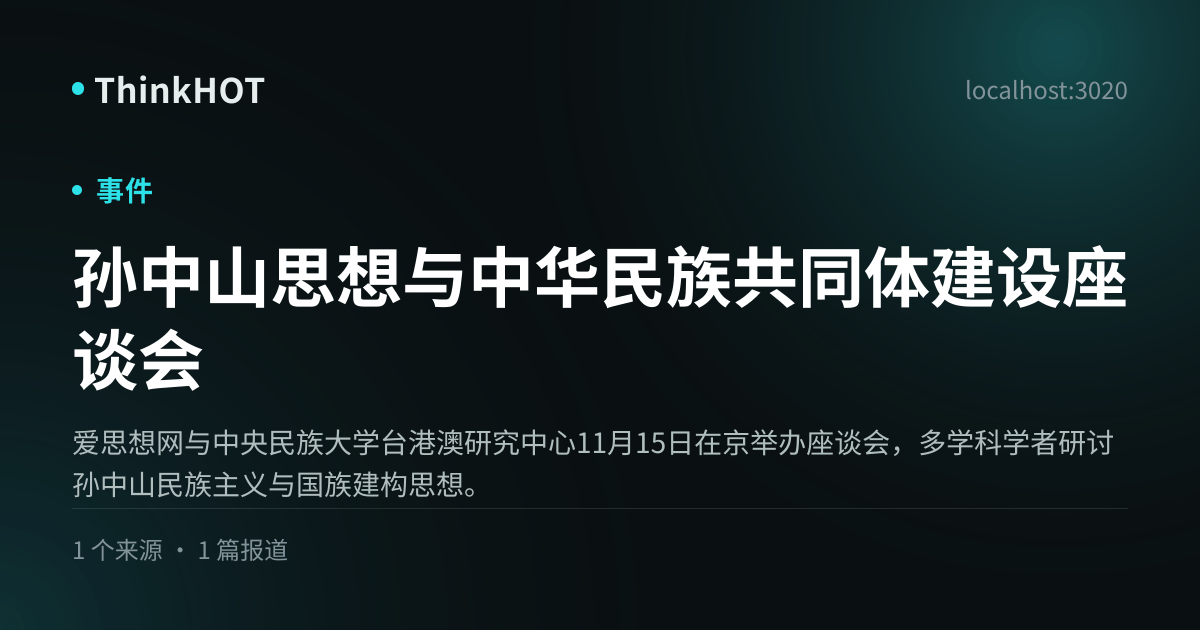 ThinkHOT
localhost:3020
事件
孙中山思想与中华民族共同体建设座
谈会
爱思想网与中央民族大学台港澳研究中心11月15日在京举办座谈会，多学科学者研讨
孙中山民族主义与国族建构思想。
1 个来源 · 1 篇报道